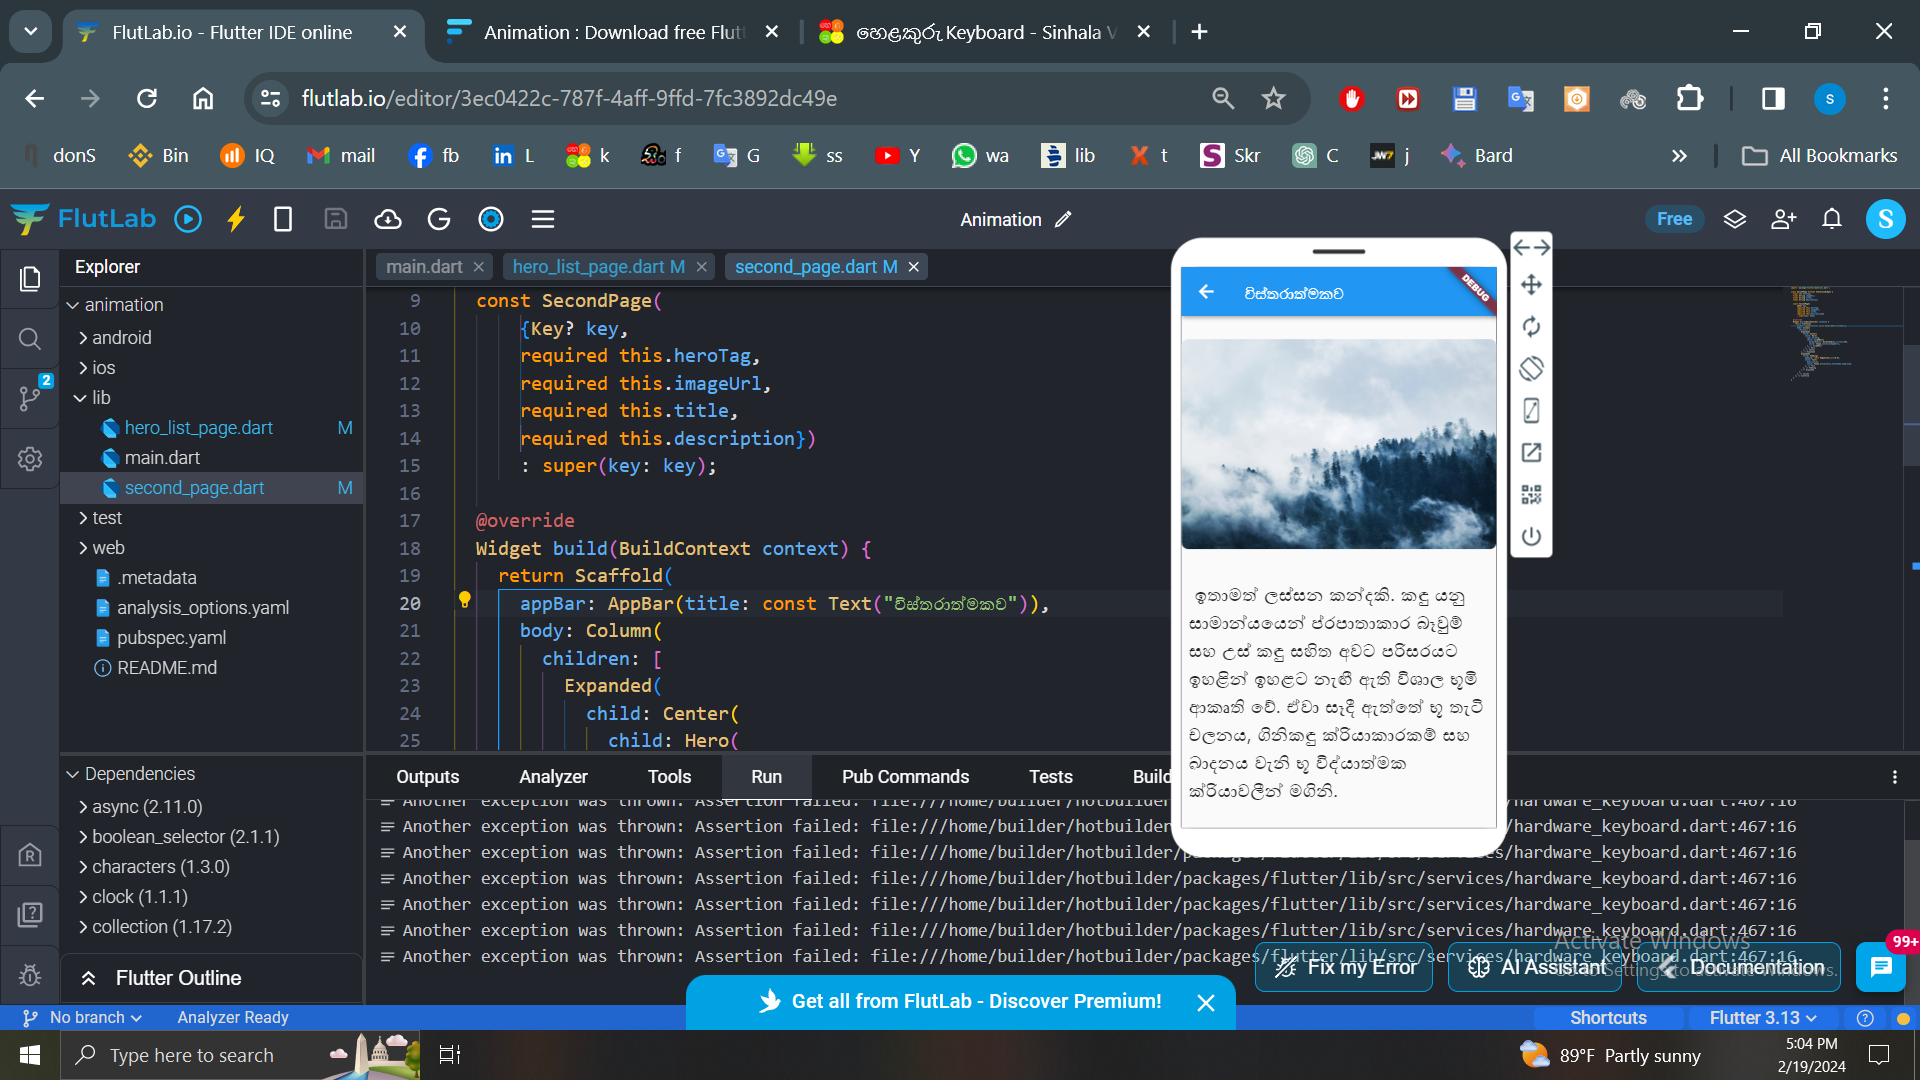 FlutLab.io - Flutter IDE online
Animation : Download free Flutt
හෙළකුරු Keyboard - Sinhala V
flutlab.io/editor/3ec0422c-787f-4aff-9ffd-7fc3892dc49e
S
donS
Bin
IQ
mail
fb
L
k
f
G
ss
Y
wa
lib
t
Skr
C
j
Bard
All Bookmarks
FlutLab
Animation
Free
S
Explorer
main.dart
hero_list_page.dart M
second_page.dart M
animation
android
ios
lib
hero_list_page.dart M
main.dart
second_page.dart M
test
web
.metadata
analysis_options.yaml
pubspec.yaml
README.md
2
9 const SecondPage(
10 {Key? key,
11 required this.heroTag,
12 required this.imageUrl,
13 required this.title,
14 required this.description})
15 : super(key: key);
16
17 @override
18 Widget build(BuildContext context) {
19 return Scaffold(
20 appBar: AppBar(title: const Text("විස්තරාත්මකව")),
21 body: Column(
22 children: [
23 Expanded(
24 child: Center(
25 child: Hero(
විස්තරාත්මකව
DEBUG
ඉතාමත් ලස්සන කන්දකි. කඳු යනු
සාමාන්යයෙන් ප්රපාතාකාර බෑවුම්
සහ උස් කඳු සහිත අවට පරිසරයට
ඉහළින් ඉහළට නැඟී ඇති විශාල භූමි
ආකෘති වේ. ඒවා සෑදී ඇත්තේ භූ තැටි
චලනය, ගිනිකඳු ක්රියාකාරකම් සහ
බාදනය වැනි භූ විද්යාත්මක
ක්රියාවලීන් මගිනි.
Dependencies
async (2.11.0)
boolean_selector (2.1.1)
characters (1.3.0)
clock (1.1.1)
collection (1.17.2)
Flutter Outline
Outputs
Analyzer
Tools
Run
Pub Commands
Tests
Build
Another exception was thrown: Assertion failed: file:///home/builder/hotbuilder /hardware_keyboard.dart:467:16
Another exception was thrown: Assertion failed: file:///home/builder/hotbuilder /hardware_keyboard.dart:467:16
Another exception was thrown: Assertion failed: file:///home/builder/hotbuilder/packages/flutter/lib/src/services/hardware_keyboard.dart:467:16
Another exception was thrown: Assertion failed: file:///home/builder/hotbuilder/packages/flutter/lib/src/services/hardware_keyboard.dart:467:16
Another exception was thrown: Assertion failed: file:///home/builder/hotbuilder/packages/flutter/lib/src/services/hardware_keyboard.dart:467:16
Another exception was thrown: Assertion failed: file:///home/builder/hotbuilder/packages/flutter/lib/src/services/hardware_keyboard.dart:467:16
Another exception was thrown: Assertion failed: file:///home/builder/hotbuilder/packages/flutter/lib/src/services/hardware_keyboard.dart:467:16
Activate Windows
Go to Settings to activate Windows.
Fix my Error
AI Assistant
Documentation
99+
Get all from FlutLab - Discover Premium!
No branch
Analyzer Ready
Shortcuts
Flutter 3.13
Type here to search
89°F Partly sunny
5:04 PM
2/19/2024